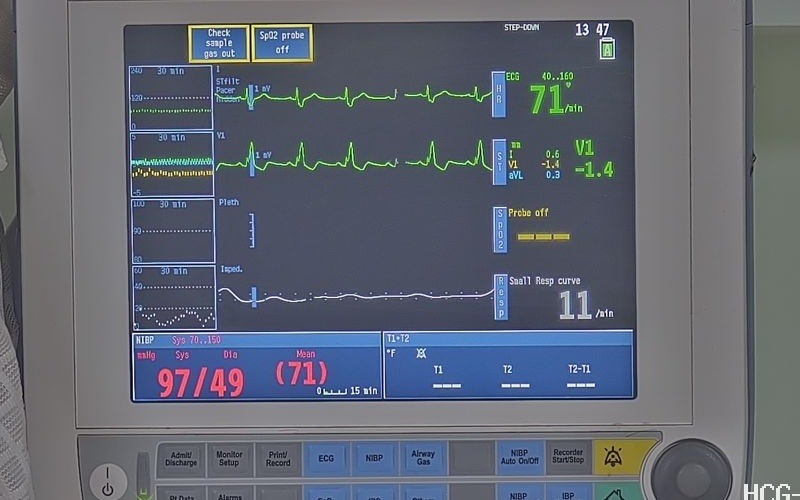 Check
sample
gas out
SpO2 probe
off
STEP-DOWN
13 47
A
240
30 min
120
0
I
STfilt
Pacer
1 mV
HR
ECG
40..160
71
/min
5
30 min
-5
V1
1 mV
ST
mm
I 0.6
V1 -1.4
aVL 0.3
V1
-1.4
100
30 min
90
80
Pleth
SpO2
Probe off
60
30 min
40
20
Imped.
Resp
Small Resp curve
11
/min
NIBP Sys 70..150
mmHg Sys Dia Mean
97/49 (71)
0 15 min
T1+T2
°F
T1 T2 T2-T1
Admit/
Discharge
Monitor
Setup
Print/
Record
ECG
NIBP
Airway
Gas
NIBP
Auto On/Off
Recorder
Start/Stop
Pt Data
Alarms
NIBP
IBP
HCG